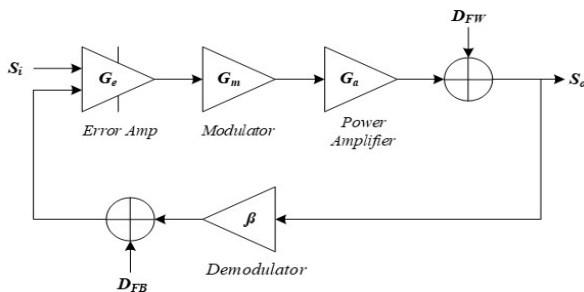 D_FW
S_i
G_e
G_m
G_a
S_o
Error Amp
Modulator
Power
Amplifier
β
D_FB
Demodulator